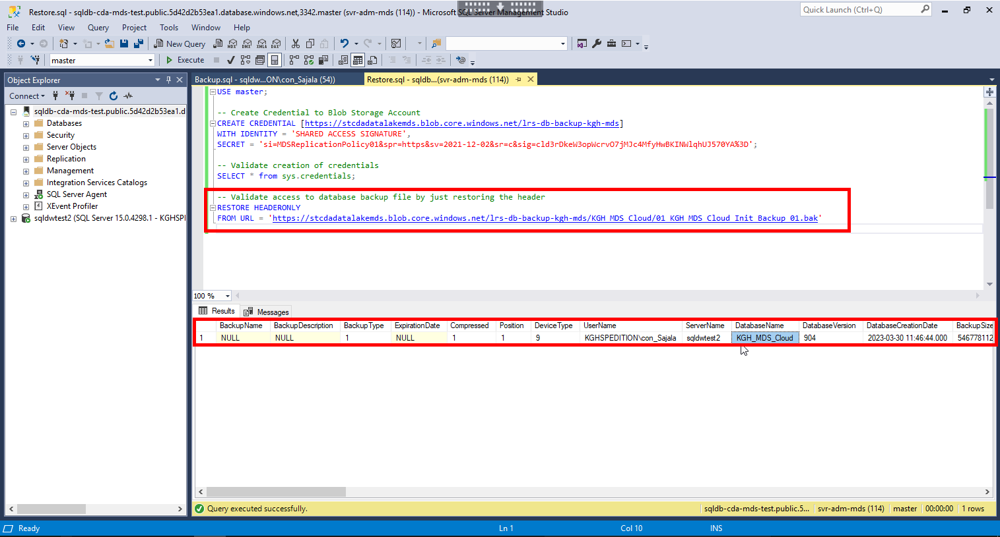 Restore.sql - sqldb-cda-mds-test.public.5d42d2b53ea1.database.windows.net,3342.master (svr-adm-mds (114)) - Microsoft SQL Server Management Studio
Quick Launch (Ctrl+Q)
File Edit View Query Project Tools Window Help
New Query MDX DMX XMLA DAX
master Execute
Object Explorer
Connect
sqldb-cda-mds-test.public.5d42d2b53ea1.d
Databases
Security
Server Objects
Replication
Management
Integration Services Catalogs
SQL Server Agent
XEvent Profiler
sqldwtest2 (SQL Server 15.0.4298.1 - KGHSPI
Backup.sql - sqldw...ON\con_Sajala (54))
Restore.sql - sqldb...(svr-adm-mds (114))
USE master;
-- Create Credential to Blob Storage Account
CREATE CREDENTIAL [https://stcdadatalakemds.blob.core.windows.net/lrs-db-backup-kgh-mds]
WITH IDENTITY = 'SHARED ACCESS SIGNATURE',
SECRET = 'si=MDSReplicationPolicy01&spr=https&sv=2021-12-02&sr=c&sig=cld3rDkeW3opWcrvO7jMJc4MfyHwBKINWlqhUJ570YA%3D';
-- Validate creation of credentials
SELECT * from sys.credentials;
-- Validate access to database backup file by just restoring the header
RESTORE HEADERONLY
FROM URL = 'https://stcdadatalakemds.blob.core.windows.net/lrs-db-backup-kgh-mds/KGH_MDS_Cloud/01_KGH_MDS_Cloud_Init_Backup_01.bak'
100 %
Results Messages
BackupName BackupDescription BackupType ExpirationDate Compressed Position DeviceType UserName ServerName DatabaseName DatabaseVersion DatabaseCreationDate BackupSize
1 NULL NULL 1 NULL 1 1 9 KGHSPEDITION\con_Sajala sqldwtest2 KGH_MDS_Cloud 904 2023-03-30 11:46:44.000 546778112
Query executed successfully. sqldb-cda-mds-test.public.5... svr-adm-mds (114) master 00:00:00 1 rows
Ready Ln 1 Col 10 INS